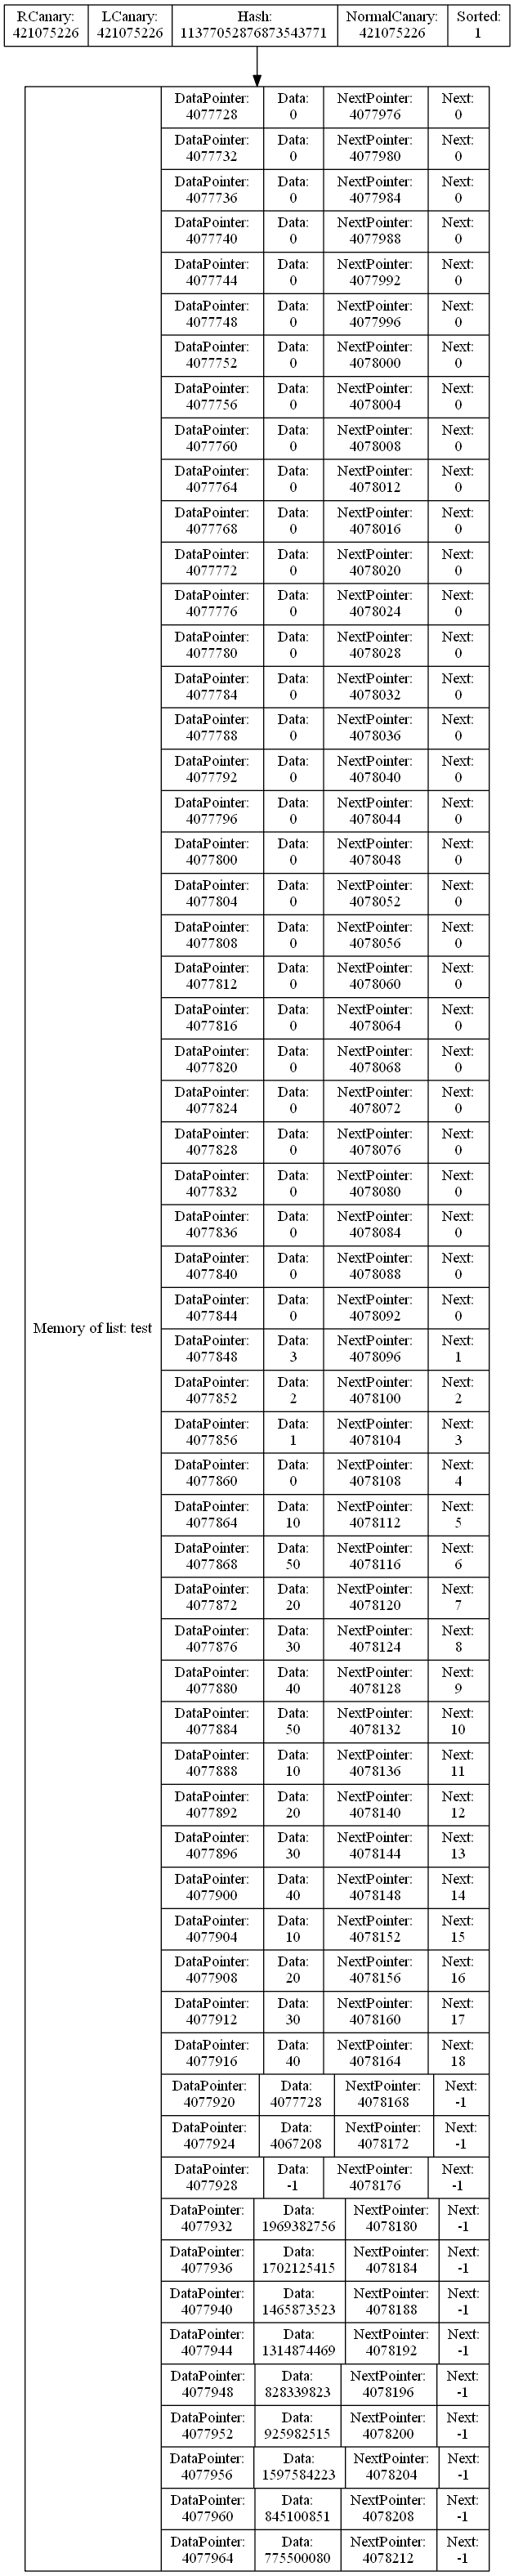 RCanary: LCanary: Hash: NormalCanary: Sorted:
421075226 421075226 11377052876873543771 421075226 1
DataPointer: Data: NextPointer: Next:
4077728 0 4077976 0
DataPointer: Data: NextPointer: Next:
4077732 0 4077980 0
DataPointer: Data: NextPointer: Next:
4077736 0 4077984 0
DataPointer: Data: NextPointer: Next:
4077740 0 4077988 0
DataPointer: Data: NextPointer: Next:
4077744 0 4077992 0
DataPointer: Data: NextPointer: Next:
4077748 0 4077996 0
DataPointer: Data: NextPointer: Next:
4077752 0 4078000 0
DataPointer: Data: NextPointer: Next:
4077756 0 4078004 0
DataPointer: Data: NextPointer: Next:
4077760 0 4078008 0
DataPointer: Data: NextPointer: Next:
4077764 0 4078012 0
DataPointer: Data: NextPointer: Next:
4077768 0 4078016 0
DataPointer: Data: NextPointer: Next:
4077772 0 4078020 0
DataPointer: Data: NextPointer: Next:
4077776 0 4078024 0
DataPointer: Data: NextPointer: Next:
4077780 0 4078028 0
DataPointer: Data: NextPointer: Next:
4077784 0 4078032 0
DataPointer: Data: NextPointer: Next:
4077788 0 4078036 0
DataPointer: Data: NextPointer: Next:
4077792 0 4078040 0
DataPointer: Data: NextPointer: Next:
4077796 0 4078044 0
DataPointer: Data: NextPointer: Next:
4077800 0 4078048 0
DataPointer: Data: NextPointer: Next:
4077804 0 4078052 0
DataPointer: Data: NextPointer: Next:
4077808 0 4078056 0
DataPointer: Data: NextPointer: Next:
4077812 0 4078060 0
DataPointer: Data: NextPointer: Next:
4077816 0 4078064 0
DataPointer: Data: NextPointer: Next:
4077820 0 4078068 0
DataPointer: Data: NextPointer: Next:
4077824 0 4078072 0
DataPointer: Data: NextPointer: Next:
4077828 0 4078076 0
DataPointer: Data: NextPointer: Next:
4077832 0 4078080 0
DataPointer: Data: NextPointer: Next:
4077836 0 4078084 0
DataPointer: Data: NextPointer: Next:
4077840 0 4078088 0
DataPointer: Data: NextPointer: Next:
4077844 0 4078092 0
Memory of list: test
DataPointer: Data: NextPointer: Next:
4077848 3 4078096 1
DataPointer: Data: NextPointer: Next:
4077852 2 4078100 2
DataPointer: Data: NextPointer: Next:
4077856 1 4078104 3
DataPointer: Data: NextPointer: Next:
4077860 0 4078108 4
DataPointer: Data: NextPointer: Next:
4077864 10 4078112 5
DataPointer: Data: NextPointer: Next:
4077868 50 4078116 6
DataPointer: Data: NextPointer: Next:
4077872 20 4078120 7
DataPointer: Data: NextPointer: Next:
4077876 30 4078124 8
DataPointer: Data: NextPointer: Next:
4077880 40 4078128 9
DataPointer: Data: NextPointer: Next:
4077884 50 4078132 10
DataPointer: Data: NextPointer: Next:
4077888 10 4078136 11
DataPointer: Data: NextPointer: Next:
4077892 20 4078140 12
DataPointer: Data: NextPointer: Next:
4077896 30 4078144 13
DataPointer: Data: NextPointer: Next:
4077900 40 4078148 14
DataPointer: Data: NextPointer: Next:
4077904 10 4078152 15
DataPointer: Data: NextPointer: Next:
4077908 20 4078156 16
DataPointer: Data: NextPointer: Next:
4077912 30 4078160 17
DataPointer: Data: NextPointer: Next:
4077916 40 4078164 18
DataPointer: Data: NextPointer: Next:
4077920 4077728 4078168 -1
DataPointer: Data: NextPointer: Next:
4077924 4067208 4078172 -1
DataPointer: Data: NextPointer: Next:
4077928 -1 4078176 -1
DataPointer: Data: NextPointer: Next:
4077932 1969382756 4078180 -1
DataPointer: Data: NextPointer: Next:
4077936 1702125415 4078184 -1
DataPointer: Data: NextPointer: Next:
4077940 1465873523 4078188 -1
DataPointer: Data: NextPointer: Next:
4077944 1314874469 4078192 -1
DataPointer: Data: NextPointer: Next:
4077948 828339823 4078196 -1
DataPointer: Data: NextPointer: Next:
4077952 925982515 4078200 -1
DataPointer: Data: NextPointer: Next:
4077956 1597584223 4078204 -1
DataPointer: Data: NextPointer: Next:
4077960 845100851 4078208 -1
DataPointer: Data: NextPointer: Next:
4077964 775500080 4078212 -1